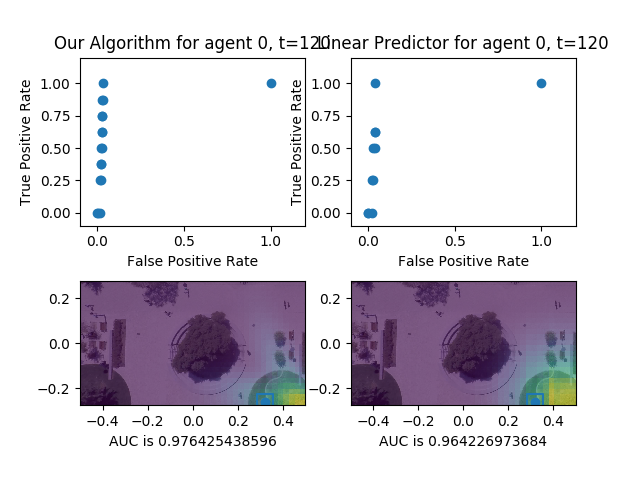 Our Algorithm for agent 0, t=120
Linear Predictor for agent 0, t=120
True Positive Rate
1.00
0.75
0.50
0.25
0.00
0.0 0.5 1.0
False Positive Rate
True Positive Rate
1.00
0.75
0.50
0.25
0.00
0.0 0.5 1.0
False Positive Rate
0.2
0.0
−0.2
−0.4 −0.2 0.0 0.2 0.4
AUC is 0.976425438596
0.2
0.0
−0.2
−0.4 −0.2 0.0 0.2 0.4
AUC is 0.964226973684